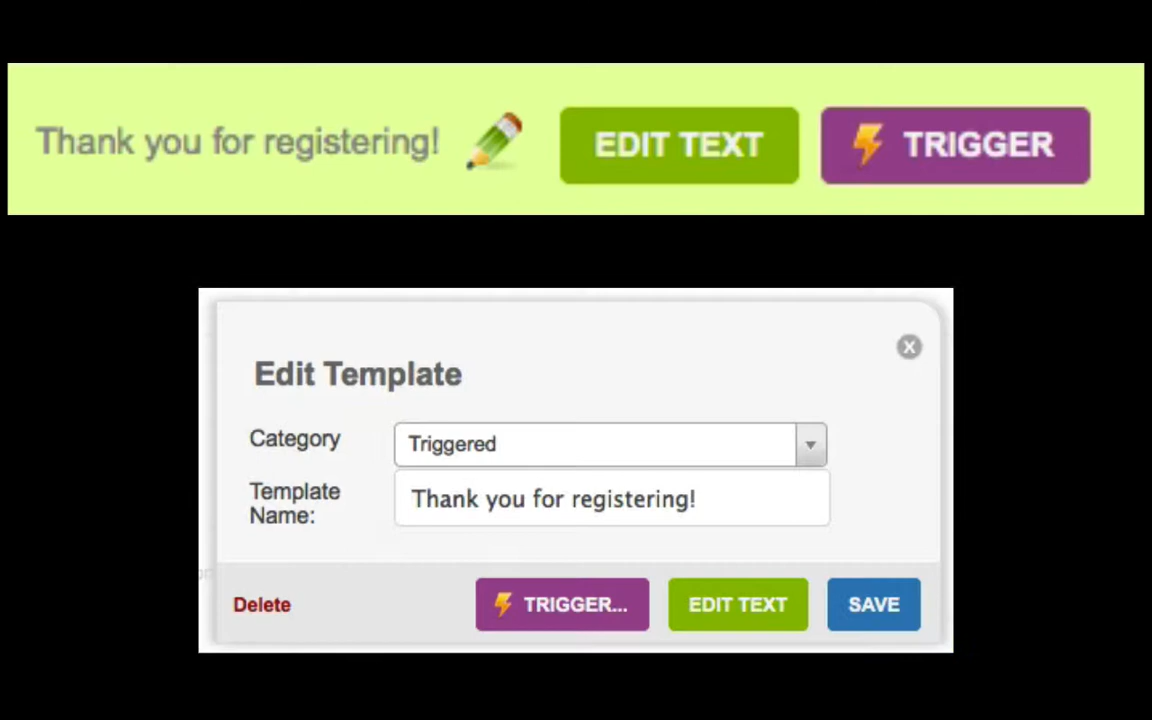 Thank you for registering! EDIT TEXT TRIGGER
Edit Template
Category Triggered
Template Name: Thank you for registering!
Delete TRIGGER... EDIT TEXT SAVE